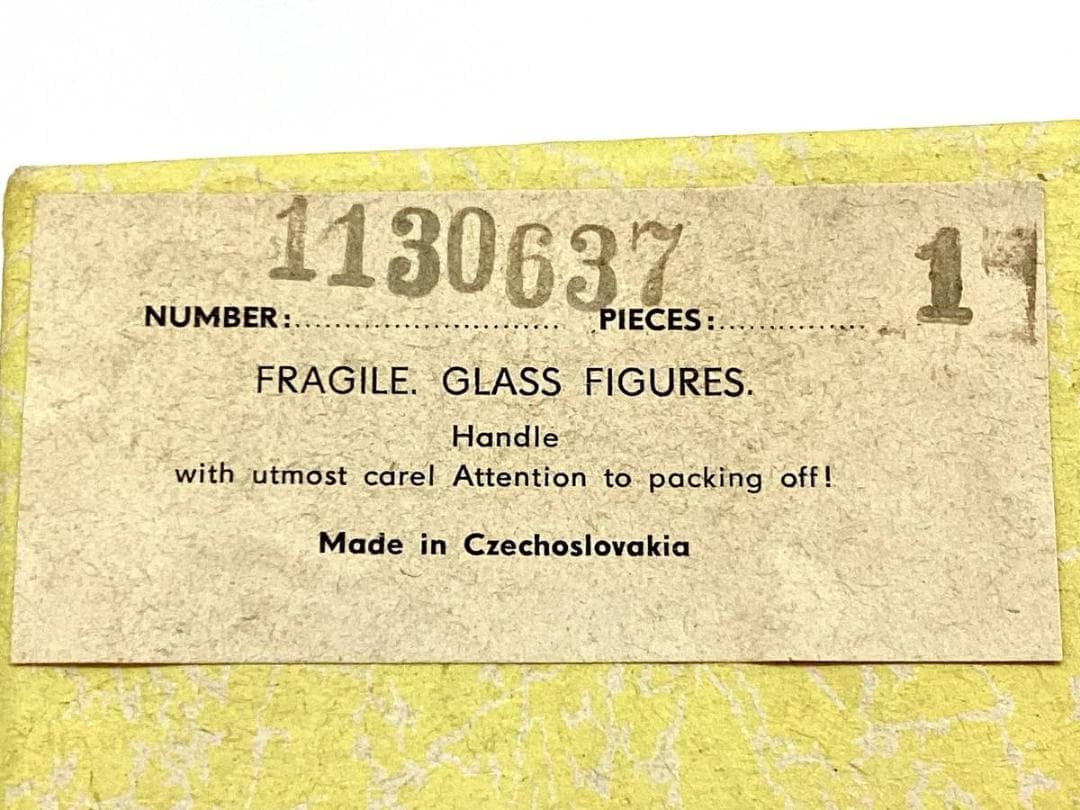 1130637 1
NUMBER:.......................... PIECES:...............
FRAGILE. GLASS FIGURES.
Handle
with utmost carel Attention to packing off!
Made in Czechoslovakia